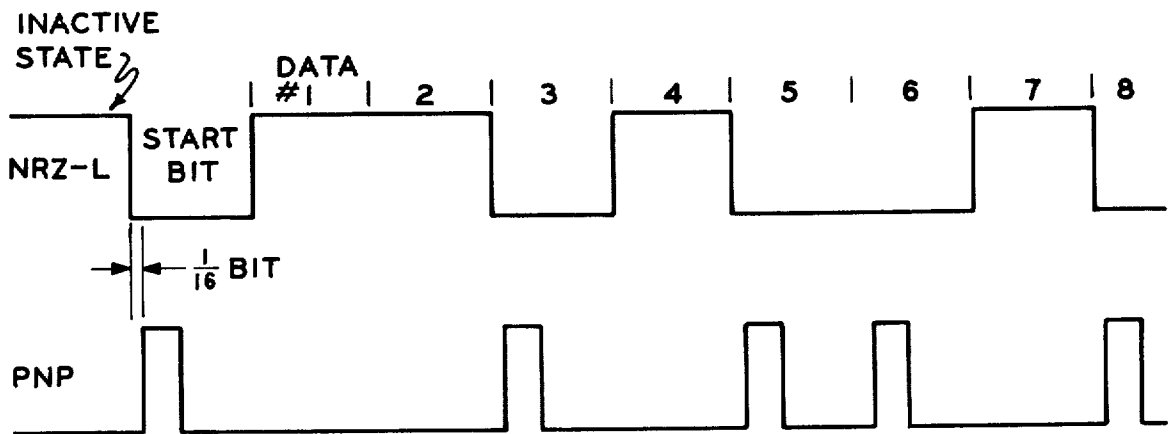 INACTIVE
STATE
DATA
# 1 2 3 4 5 6 7 8
START
BIT
NRZ-L
1/16 BIT
PNP